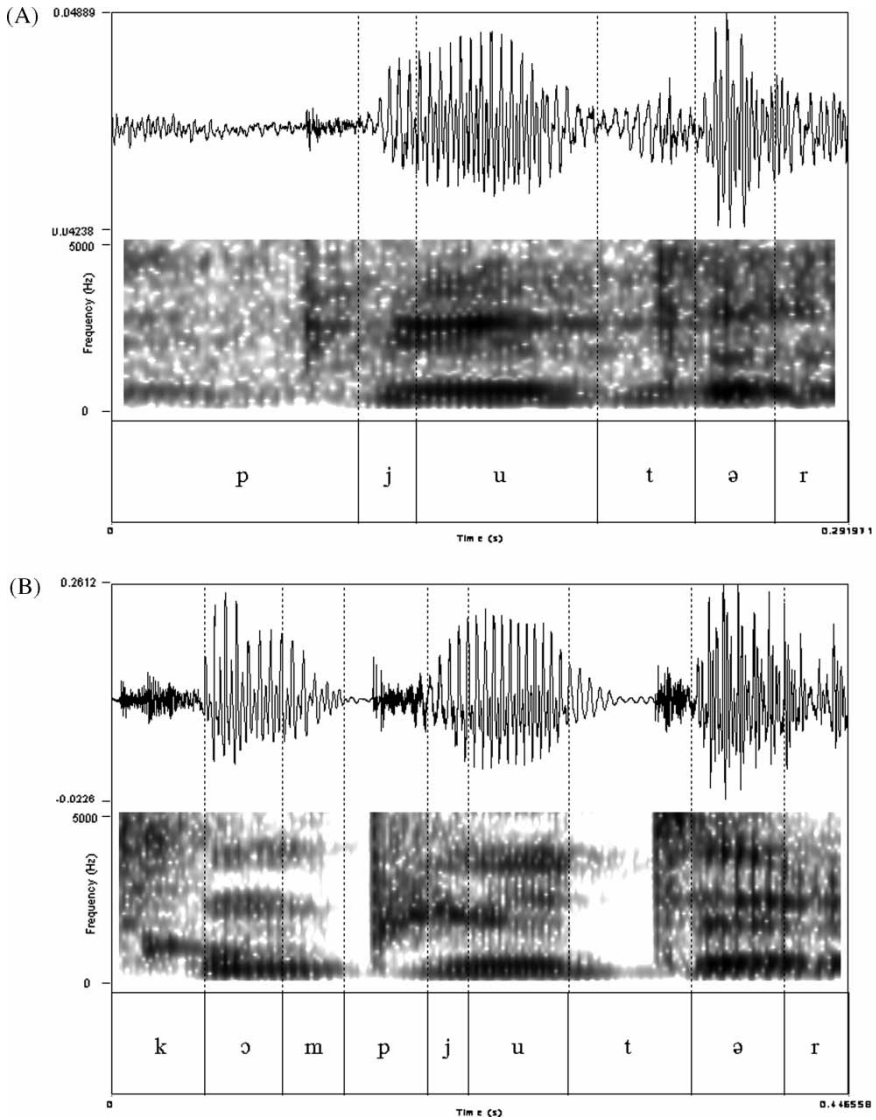 (A)
0.04889
0.04238
5000
Frequency (Hz)
0
p j u t ə r
0 Time (s) 0.291971
(B)
0.2612
-0.0226
5000
Frequency (Hz)
0
k ɔ m p j u t ə r
0 Time (s) 0.446558